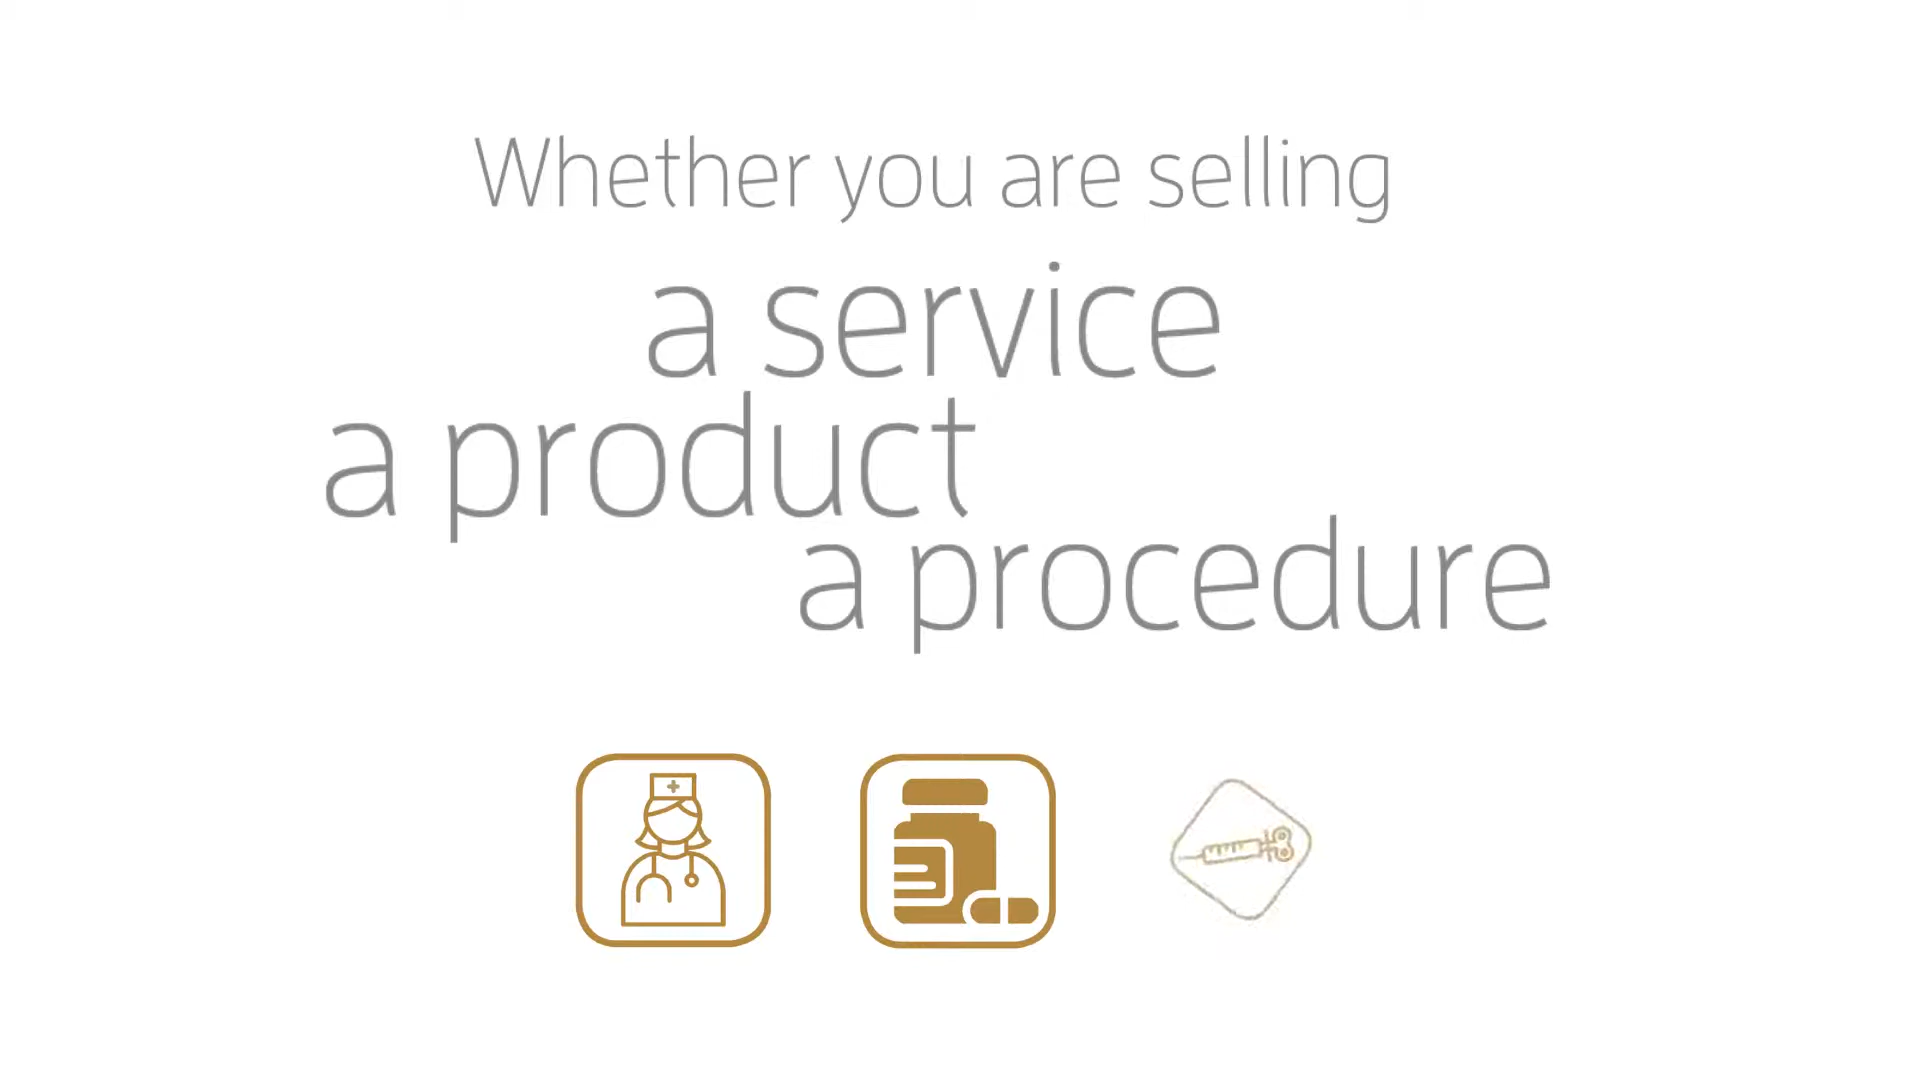 Whether you are selling
a service
a product
a procedure